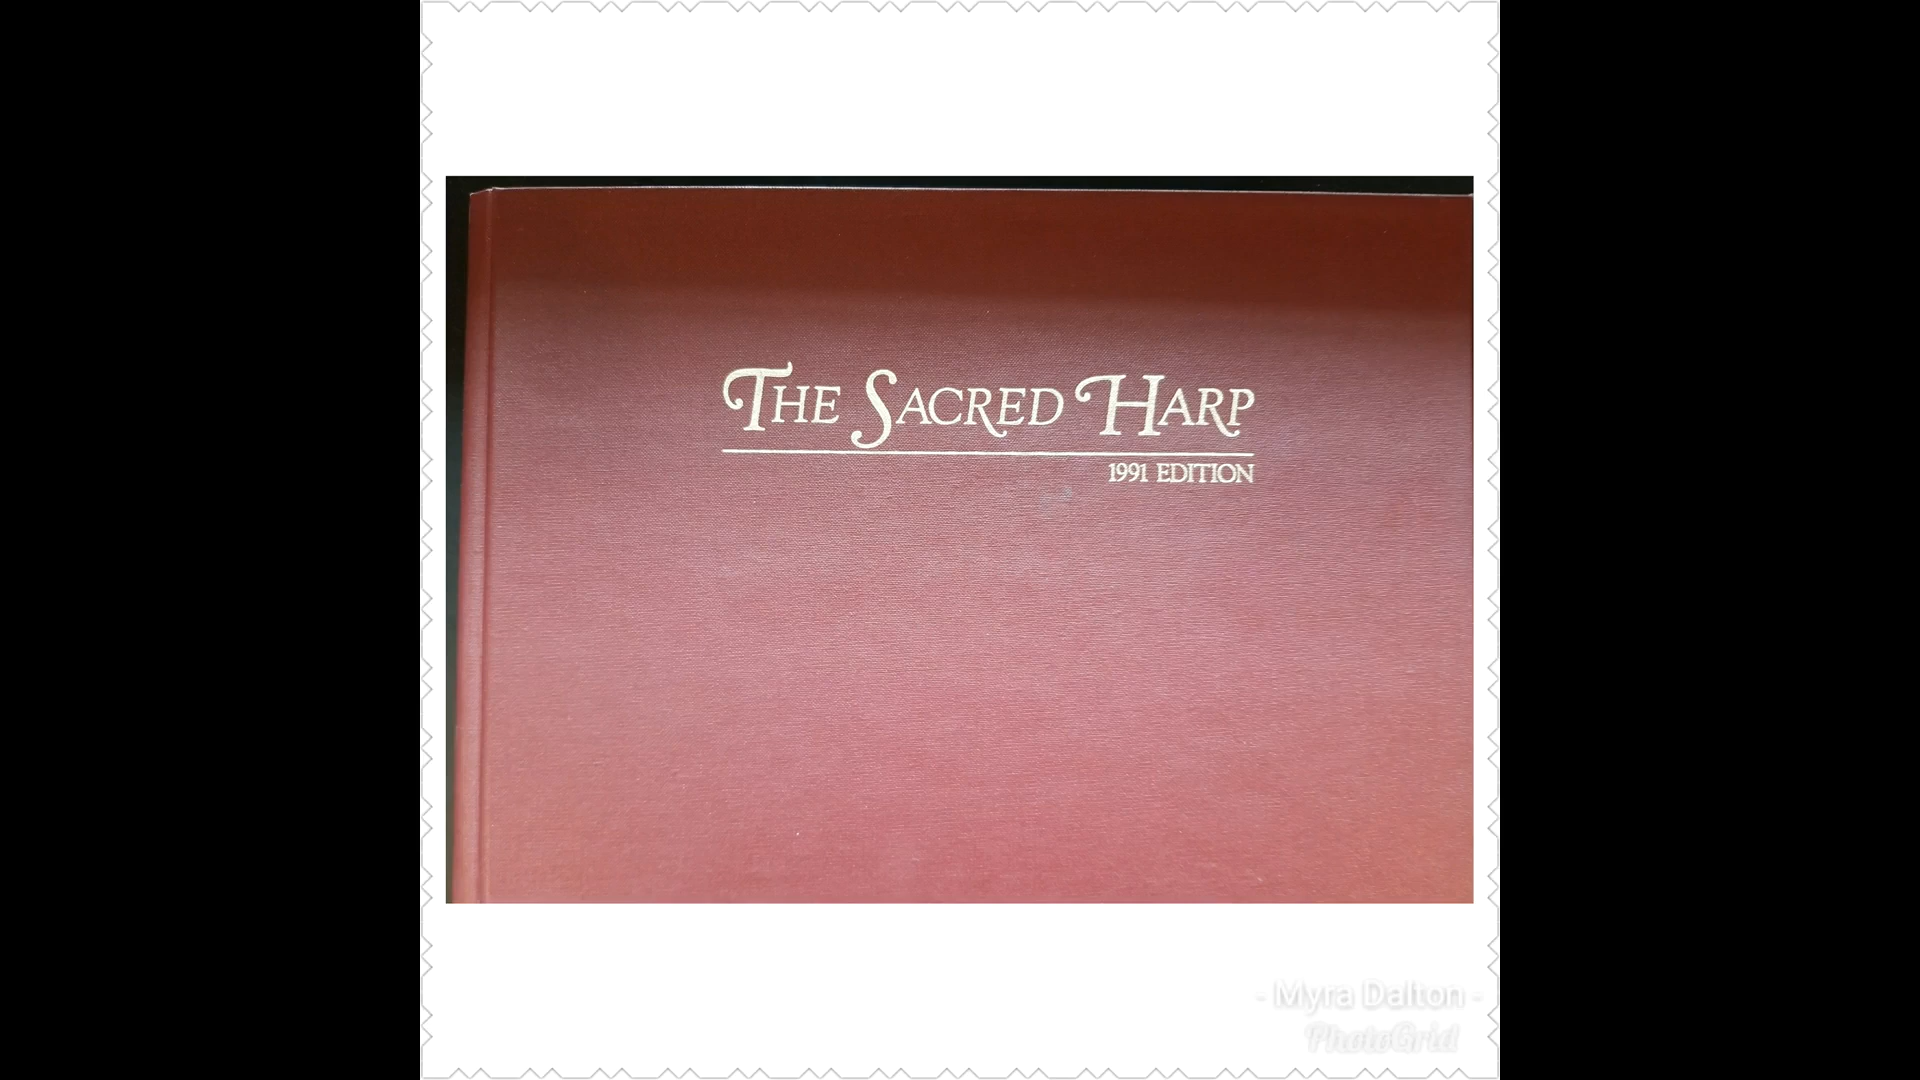 THE SACRED HARP
1991 EDITION
- Myra Dalton -
PhotoGrid